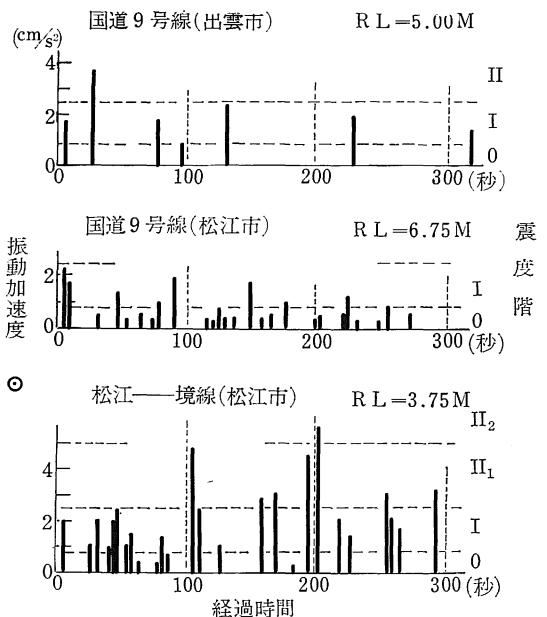 国道9号線(出雲市) RL=5.00M
(cm/s²)
4
2
0
II
I
0
0 100 200 300(秒)
国道9号線(松江市) RL=6.75M
振動加速度
震度階
2
0
I
0
0 100 200 300(秒)
⊙ 松江——境線(松江市) RL=3.75M
4
2
0
II₂
II₁
I
0
0 100 200 300(秒)
経過時間